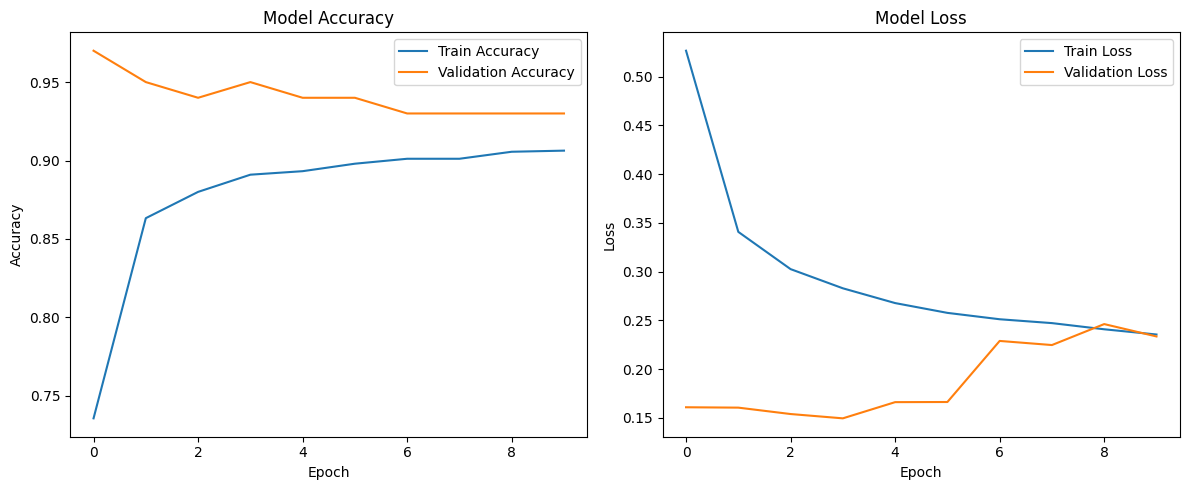 Model Accuracy
Train Accuracy
Validation Accuracy
0.95
0.90
0.85
0.80
0.75
Accuracy
0 2 4 6 8
Epoch
Model Loss
Train Loss
Validation Loss
0.50
0.45
0.40
0.35
0.30
0.25
0.20
0.15
Loss
0 2 4 6 8
Epoch